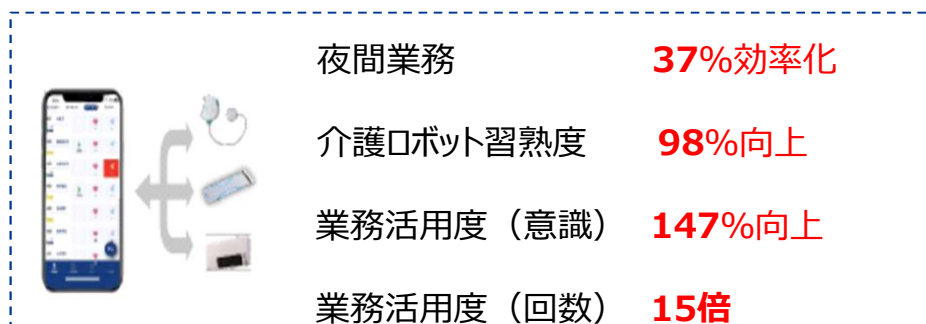 夜間業務 37%効率化
介護ロボット習熟度 98%向上
業務活用度（意識） 147%向上
業務活用度（回数） 15倍